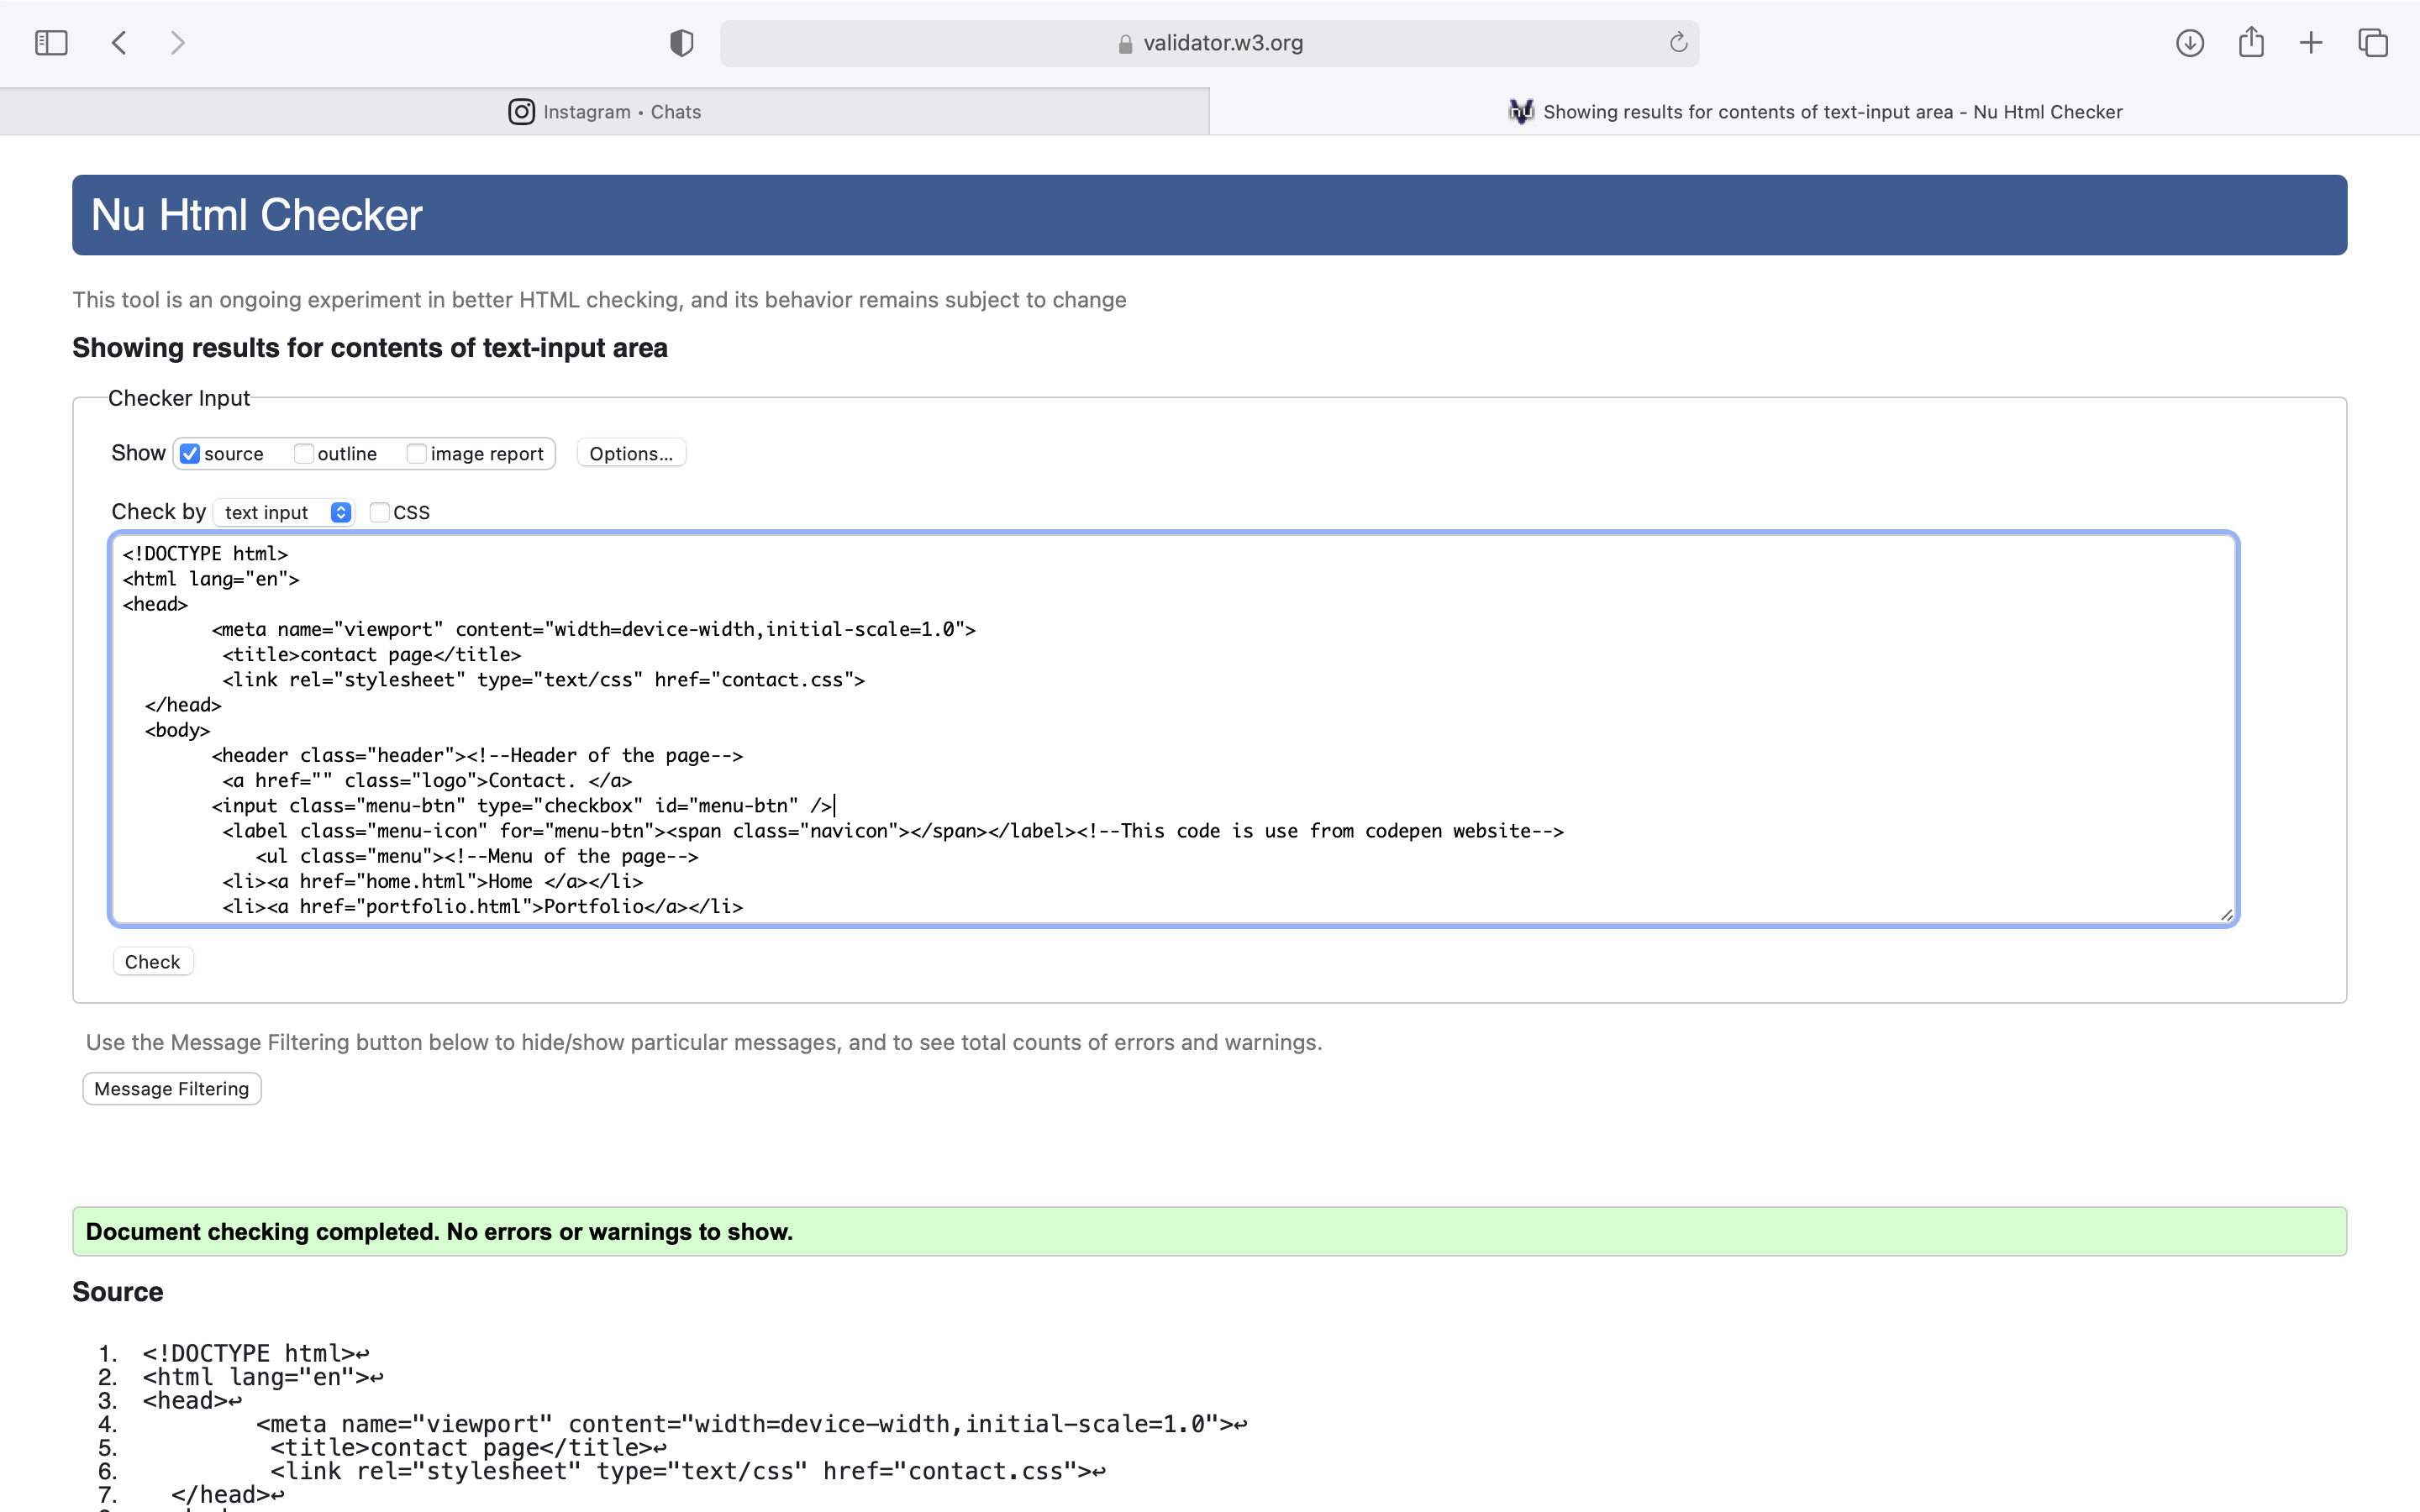 validator.w3.org
Instagram • Chats
Showing results for contents of text-input area - Nu Html Checker
Nu Html Checker
This tool is an ongoing experiment in better HTML checking, and its behavior remains subject to change
Showing results for contents of text-input area
Checker Input
Show source outline image report Options...
Check by text input CSS
<!DOCTYPE html>
<html lang="en">
<head>
<meta name="viewport" content="width=device-width,initial-scale=1.0">
<title>contact page</title>
<link rel="stylesheet" type="text/css" href="contact.css">
</head>
<body>
<header class="header"><!--Header of the page-->
<a href="" class="logo">Contact. </a>
<input class="menu-btn" type="checkbox" id="menu-btn" />
<label class="menu-icon" for="menu-btn"><span class="navicon"></span></label><!--This code is use from codepen website-->
<ul class="menu"><!--Menu of the page-->
<li><a href="home.html">Home </a></li>
<li><a href="portfolio.html">Portfolio</a></li>
Check
Use the Message Filtering button below to hide/show particular messages, and to see total counts of errors and warnings.
Message Filtering
Document checking completed. No errors or warnings to show.
Source
1. <!DOCTYPE html>↩
2. <html lang="en">↩
3. <head>↩
4. <meta name="viewport" content="width=device-width,initial-scale=1.0">↩
5. <title>contact page</title>↩
6. <link rel="stylesheet" type="text/css" href="contact.css">↩
7. </head>↩